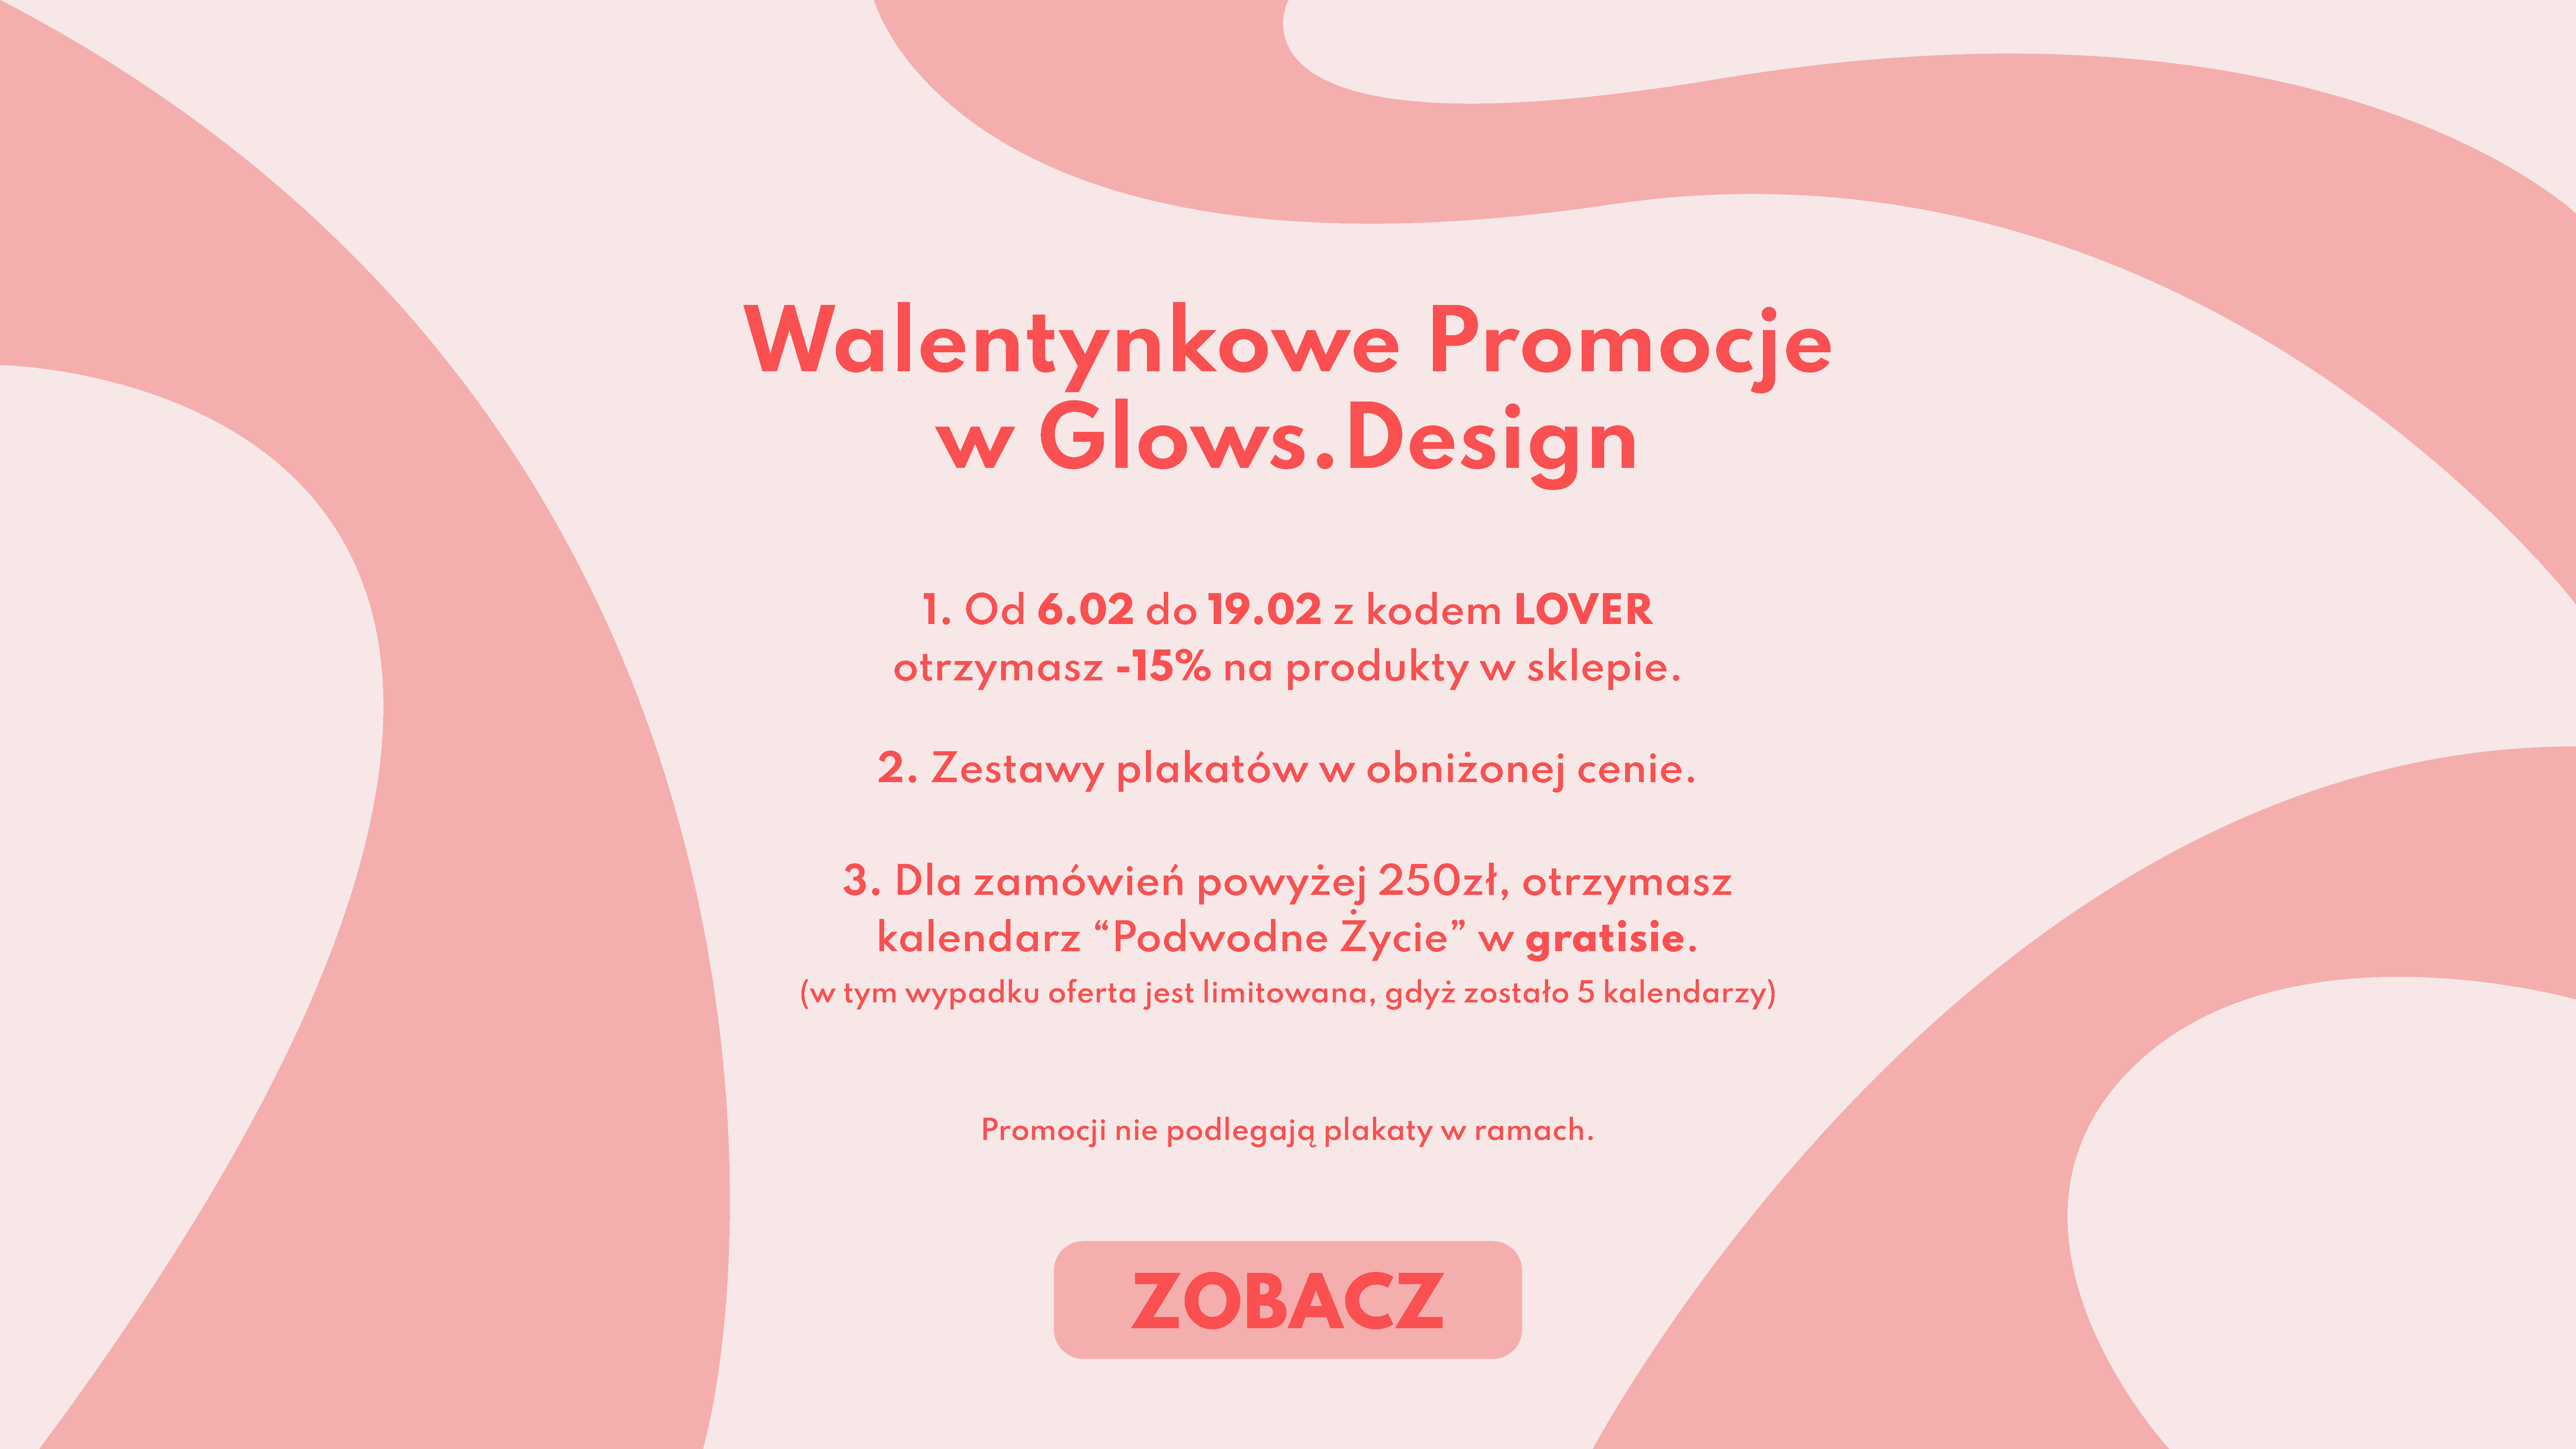 Walentynkowe Promocje
w Glows.Design
1. Od 6.02 do 19.02 z kodem LOVER
otrzymasz -15% na produkty w sklepie.
2. Zestawy plakatów w obniżonej cenie.
3. Dla zamówień powyżej 250zł, otrzymasz
kalendarz “Podwodne Życie” w gratisie.
(w tym wypadku oferta jest limitowana, gdyż zostało 5 kalendarzy)
Promocji nie podlegają plakaty w ramach.
ZOBACZ